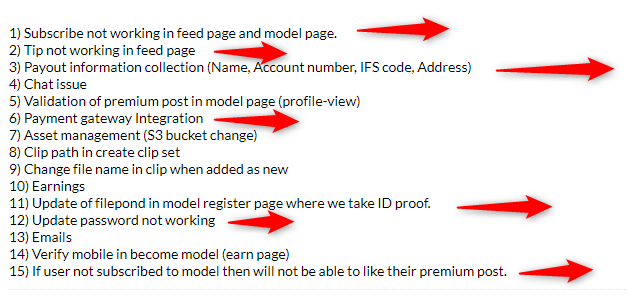 1) Subscribe not working in feed page and model page.
2) Tip not working in feed page
3) Payout information collection (Name, Account number, IFS code, Address)
4) Chat issue
5) Validation of premium post in model page (profile-view)
6) Payment gateway Integration
7) Asset management (S3 bucket change)
8) Clip path in create clip set
9) Change file name in clip when added as new
10) Earnings
11) Update of filepond in model register page where we take ID proof.
12) Update password not working
13) Emails
14) Verify mobile in become model (earn page)
15) If user not subscribed to model then will not be able to like their premium post.